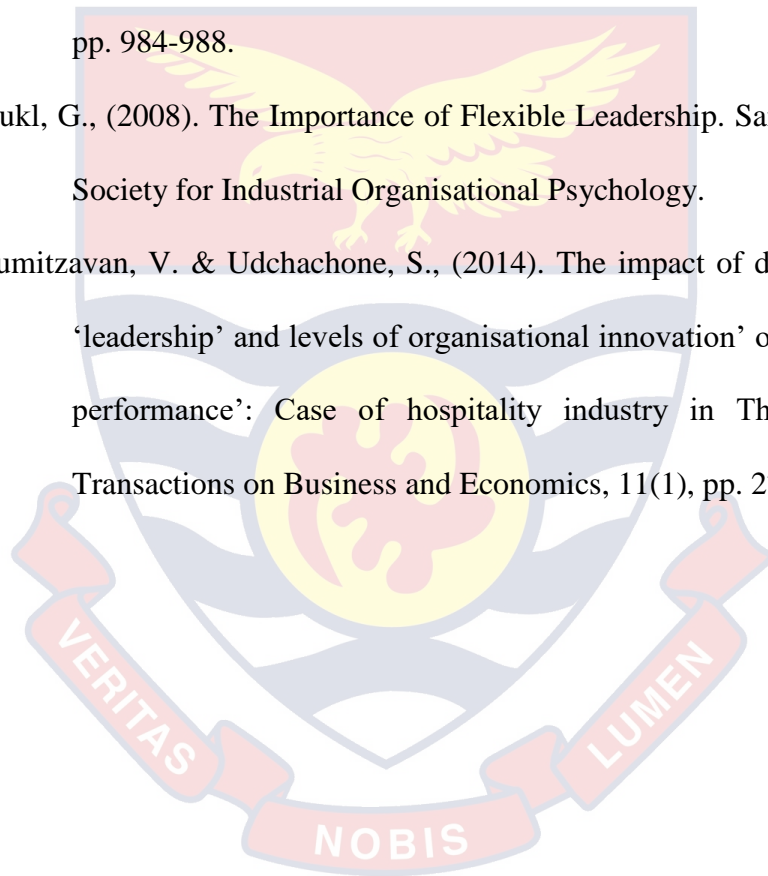 pp. 984-988.
ukl, G., (2008). The Importance of Flexible Leadership. Sa
Society for Industrial Organisational Psychology.
umitzavan, V. & Udchachone, S., (2014). The impact of d
‘leadership’ and levels of organisational innovation’ o
performance’: Case of hospitality industry in Th
Transactions on Business and Economics, 11(1), pp. 2
VERITAS
NOBIS
LUMEN